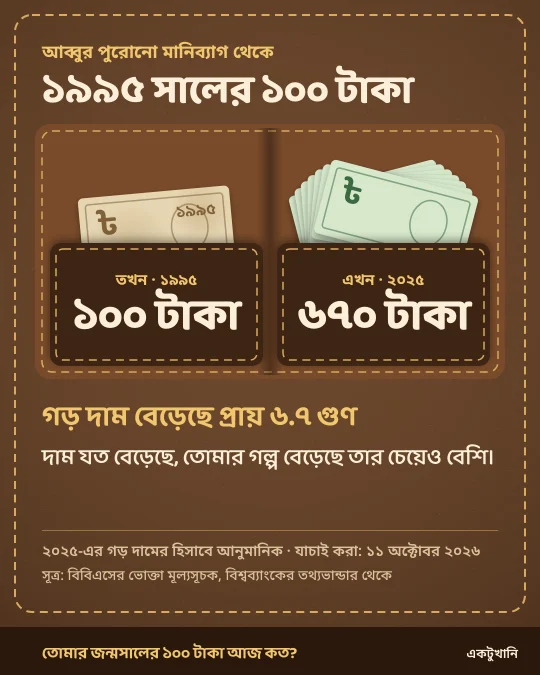 আব্বুর পুরোনো মানিব্যাগ থেকে
১৯৯৫ সালের ১০০ টাকা
৳ ১৯৯৫
৳
তখন · ১৯৯৫
১০০ টাকা
এখন · ২০২৫
৬৭০ টাকা
গড় দাম বেড়েছে প্রায় ৬.৭ গুণ
দাম যত বেড়েছে, তোমার গল্প বেড়েছে তার চেয়েও বেশি।
২০২৫-এর গড় দামের হিসাবে আনুমানিক · যাচাই করা: ১১ অক্টোবর ২০২৬
সূত্র: বিবিএসের ভোক্তা মূল্যসূচক, বিশ্বব্যাংকের তথ্যভান্ডার থেকে
তোমার জন্মসালের ১০০ টাকা আজ কত?
একটুখানি